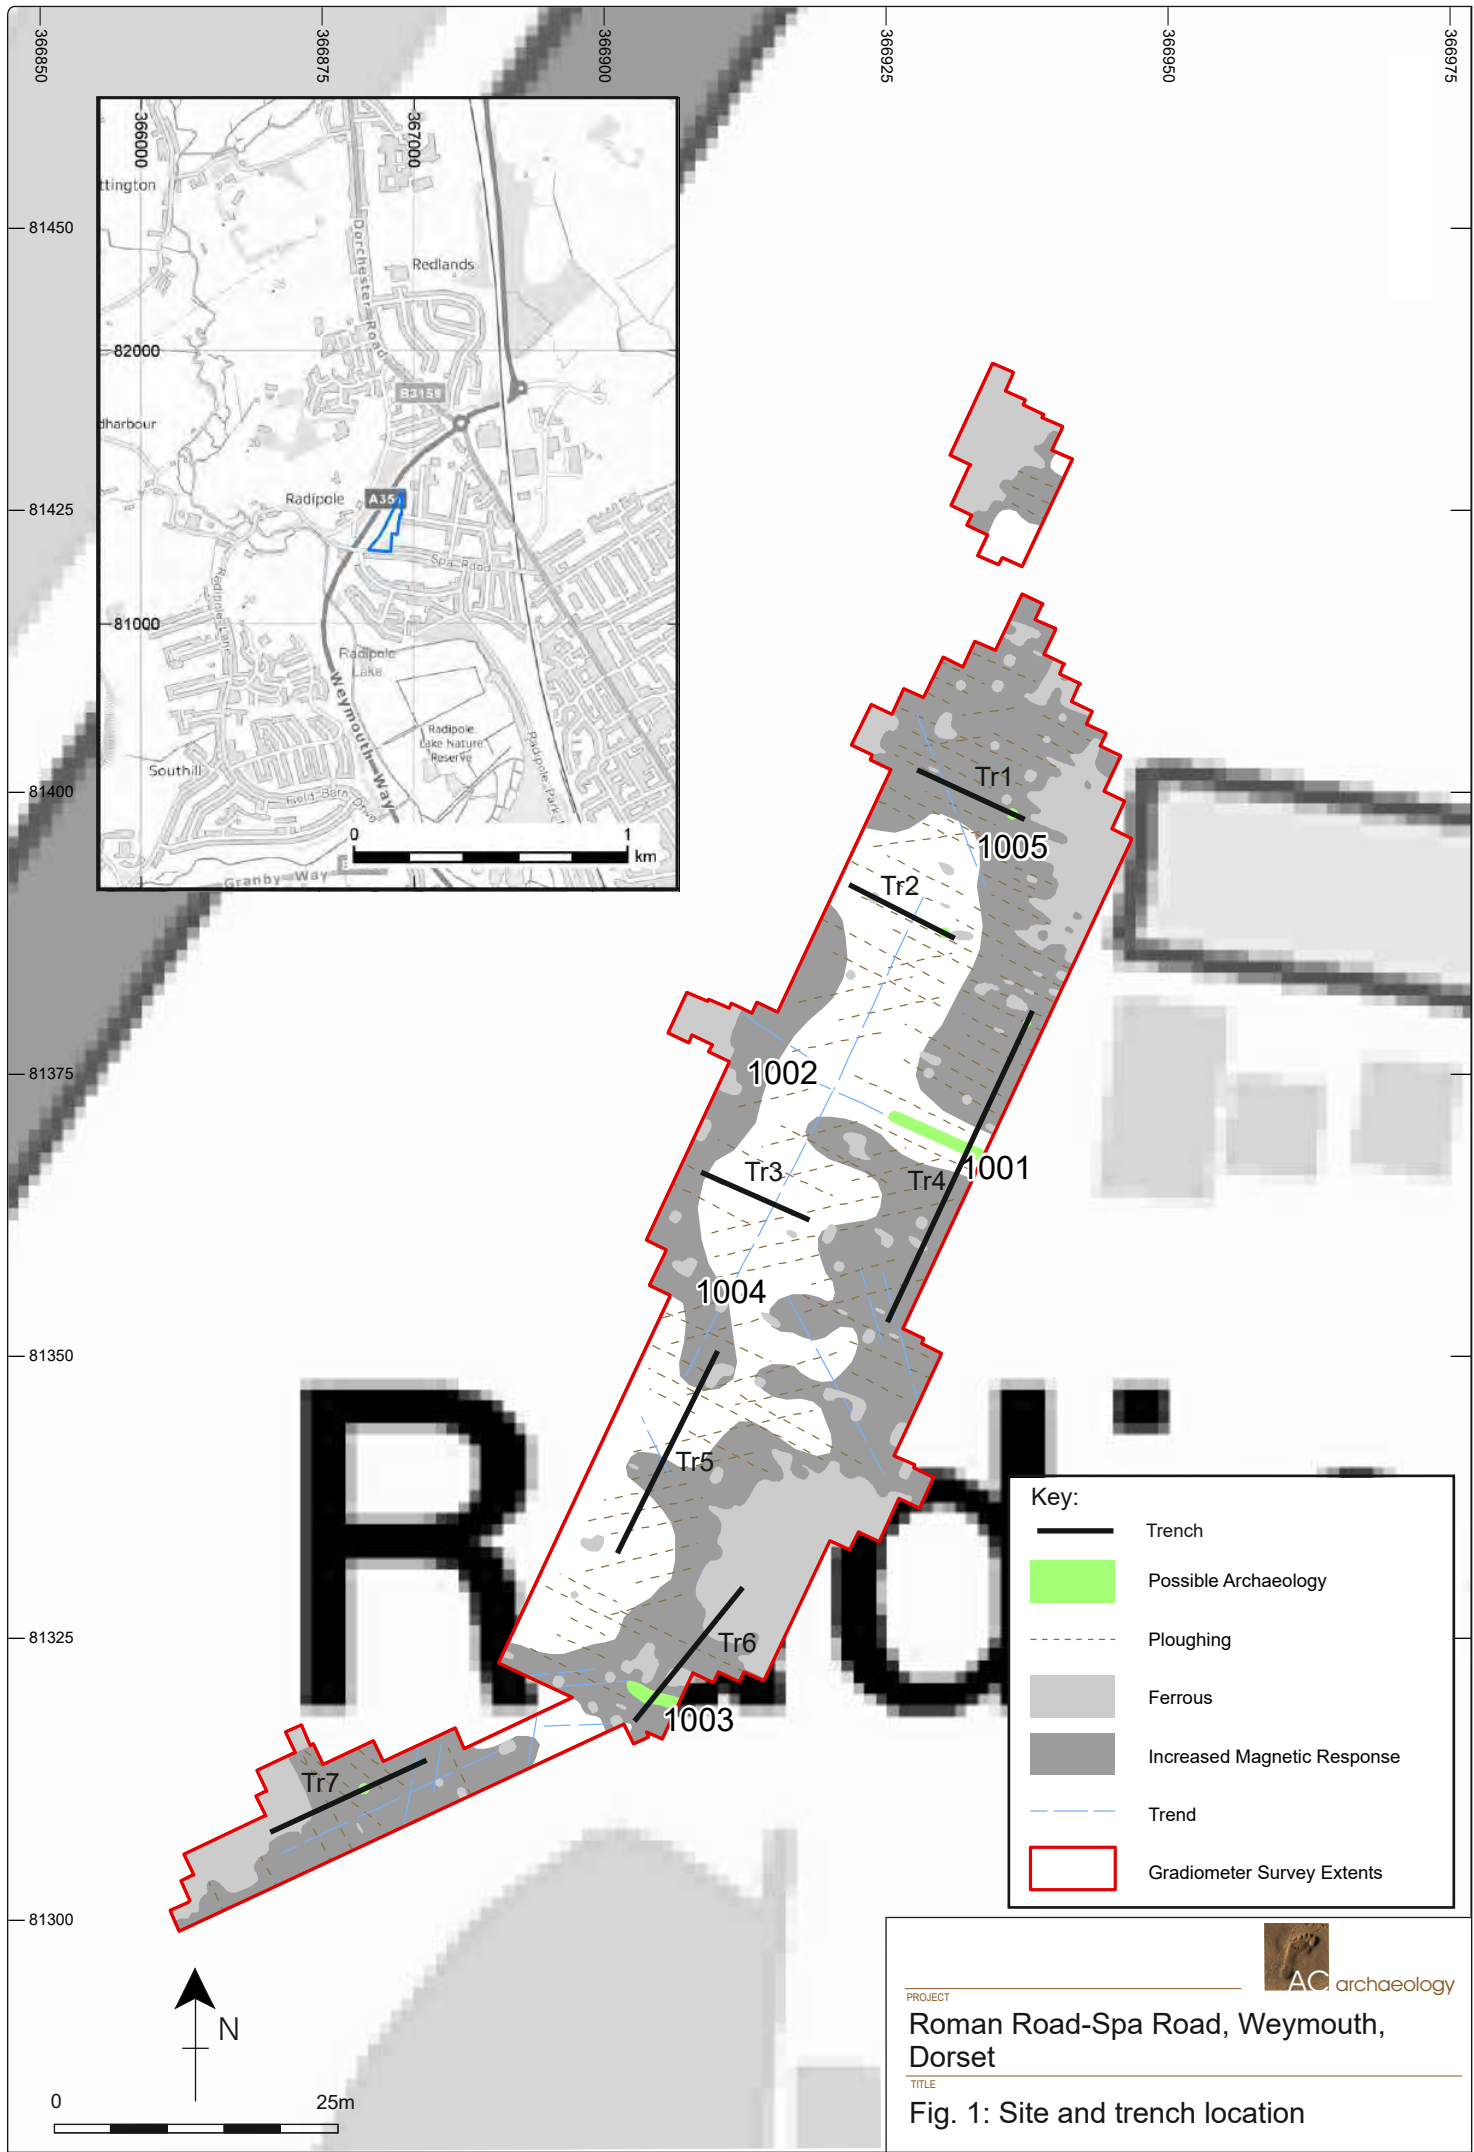 366850
366875
366900
366925
366950
366975
81450
81425
81400
81375
81350
81325
81300
366000
367000
82000
81000
ttington
Dorchester Road
Redlands
B3159
dharbour
Radipole
Spa Road
Radipole Lane
Radipole
Lake
Weymouth Way
Radipole
Lake Nature
Reserve
Radipole Park
Southill
Field Barn
Granby Way
0
1
km
Tr1
1005
Tr2
1002
Tr3
Tr4
1001
1004
Tr5
Tr6
1003
Tr7
Key:
Trench
Possible Archaeology
Ploughing
Ferrous
Increased Magnetic Response
Trend
Gradiometer Survey Extents
N
0
25m
AC archaeology
PROJECT
Roman Road-Spa Road, Weymouth,
Dorset
TITLE
Fig. 1: Site and trench location